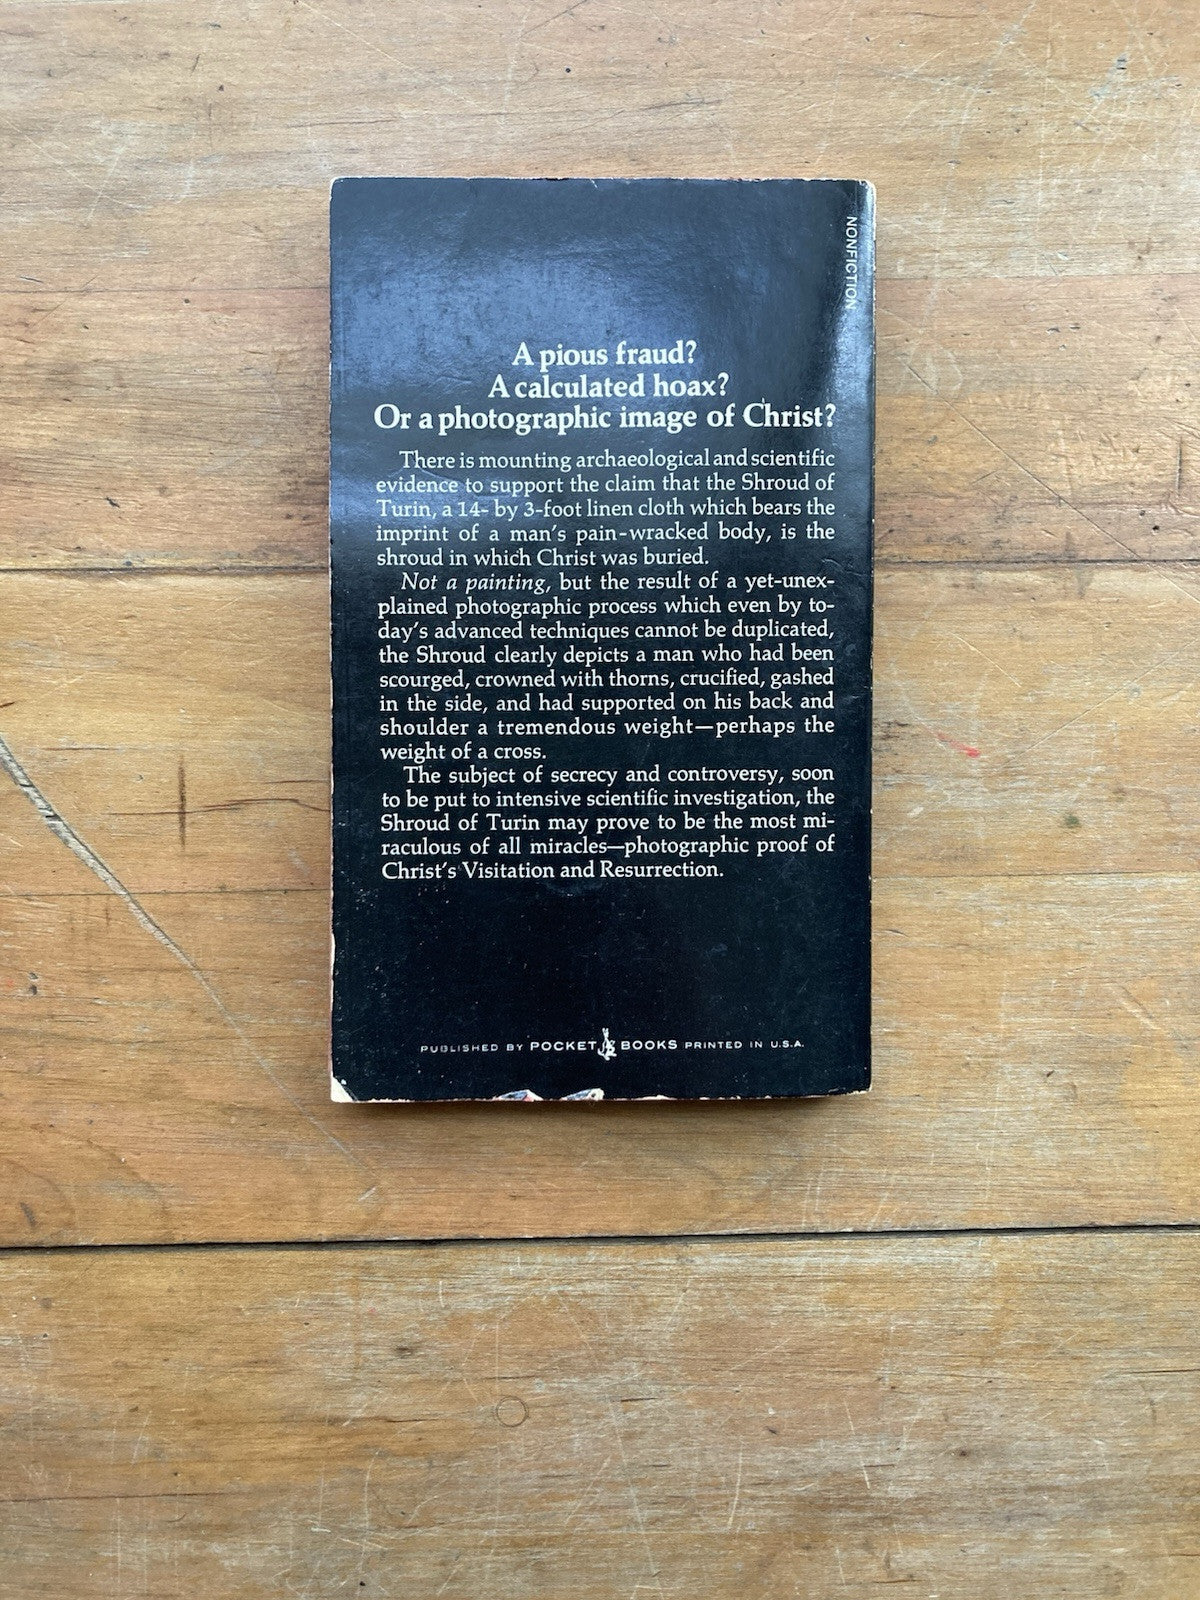 NONFICTION
A pious fraud?
A calculated hoax?
Or a photographic image of Christ?
There is mounting archaeological and scientific
evidence to support the claim that the Shroud of
Turin, a 14- by 3-foot linen cloth which bears the
imprint of a man's pain-wracked body, is the
shroud in which Christ was buried.
Not a painting, but the result of a yet-unex-
plained photographic process which even by to-
day's advanced techniques cannot be duplicated,
the Shroud clearly depicts a man who had been
scourged, crowned with thorns, crucified, gashed
in the side, and had supported on his back and
shoulder a tremendous weight—perhaps the
weight of a cross.
The subject of secrecy and controversy, soon
to be put to intensive scientific investigation, the
Shroud of Turin may prove to be the most mi-
raculous of all miracles—photographic proof of
Christ's Visitation and Resurrection.
PUBLISHED BY POCKET BOOKS PRINTED IN U.S.A.